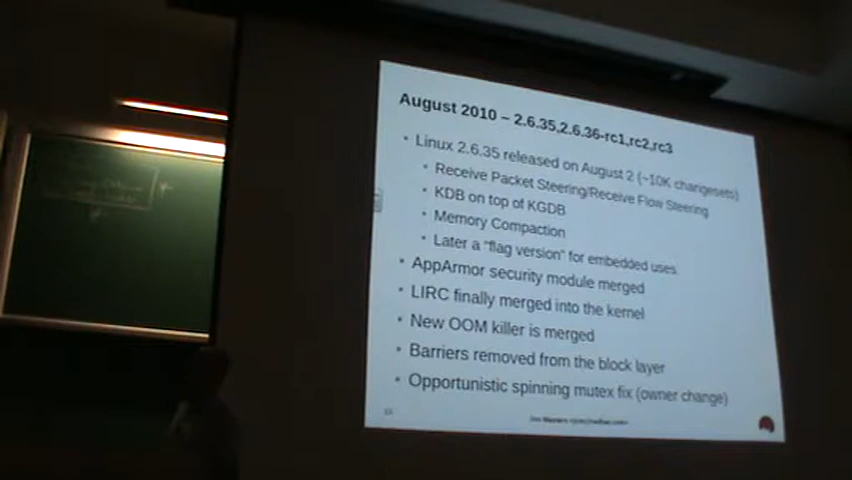 August 2010 – 2.6.35,2.6.36-rc1,rc2,rc3
• Linux 2.6.35 released on August 2 (~10K changesets)
• Receive Packet Steering/Receive Flow Steering
• KDB on top of KGDB
• Memory Compaction
• Later a "flag version" for embedded uses
• AppArmor security module merged
• LIRC finally merged into the kernel
• New OOM killer is merged
• Barriers removed from the block layer
• Opportunistic spinning mutex fix (owner change)